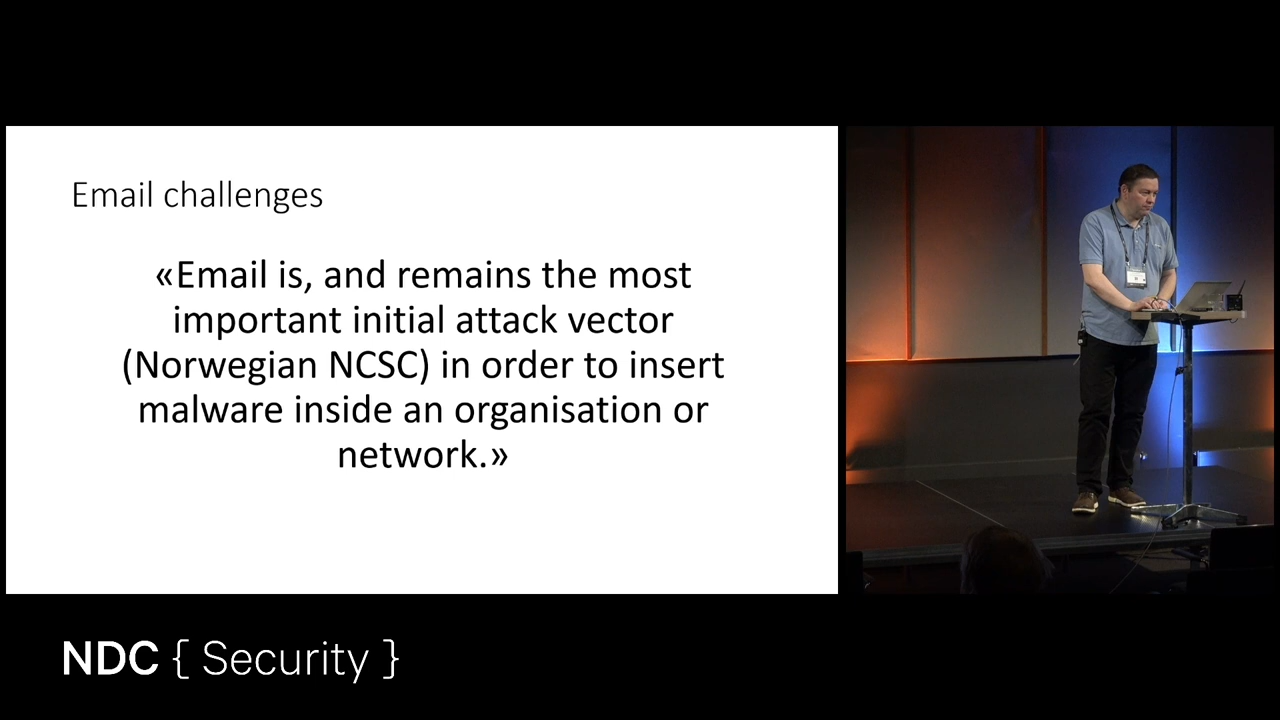 Email challenges
«Email is, and remains the most
important initial attack vector
(Norwegian NCSC) in order to insert
malware inside an organisation or
network.»
NDC { Security }